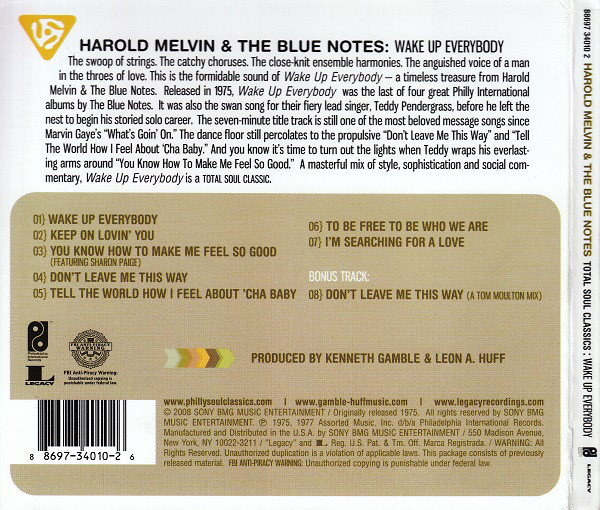 HAROLD MELVIN & THE BLUE NOTES: WAKE UP EVERYBODY
The swoop of strings. The catchy choruses. The close-knit ensemble harmonies. The anguished voice of a man
in the throes of love. This is the formidable sound of Wake Up Everybody – a timeless treasure from Harold
Melvin & The Blue Notes. Released in 1975, Wake Up Everybody was the last of four great Philly International
albums by The Blue Notes. It was also the swan song for their fiery lead singer, Teddy Pendergrass, before he left the
nest to begin his storied solo career. The seven-minute title track is still one of the most beloved message songs since
Marvin Gaye's "What's Goin' On." The dance floor still percolates to the propulsive "Don't Leave Me This Way" and "Tell
The World How I Feel About 'Cha Baby." And you know it's time to turn out the lights when Teddy wraps his everlast-
ing arms around "You Know How To Make Me Feel So Good." A masterful mix of style, sophistication and social com-
mentary, Wake Up Everybody is a TOTAL SOUL CLASSIC.
01} WAKE UP EVERYBODY
02} KEEP ON LOVIN' YOU
03} YOU KNOW HOW TO MAKE ME FEEL SO GOOD
(FEATURING SHARON PAIGE)
04} DON'T LEAVE ME THIS WAY
05} TELL THE WORLD HOW I FEEL ABOUT 'CHA BABY
06} TO BE FREE TO BE WHO WE ARE
07} I'M SEARCHING FOR A LOVE
BONUS TRACK:
08} DON'T LEAVE ME THIS WAY (A TOM MOULTON MIX)
Philadelphia
International
Records
LEGACY
FBI ANTI-PIRACY
WARNING
FBI Anti-Piracy Warning:
Unauthorized copying is
punishable under federal law.
PRODUCED BY KENNETH GAMBLE & LEON A. HUFF
www.phillysoulclassics.com | www.gamble-huffmusic.com | www.legacyrecordings.com
© 2008 SONY BMG MUSIC ENTERTAINMENT / Originally released 1975. All rights reserved by SONY BMG
MUSIC ENTERTAINMENT. ℗ 1975, 1977 Assorted Music, Inc. d/b/a Philadelphia International Records.
Manufactured and Distributed in the U.S.A. by SONY BMG MUSIC ENTERTAINMENT / 550 Madison Avenue,
New York, NY 10022-3211 / "Legacy" and L Reg. U.S. Pat. & Tm. Off. Marca Registrada. / WARNING: All
Rights Reserved. Unauthorized duplication is a violation of applicable laws. This package consists of previously
released material. FBI ANTI-PIRACY WARNING: Unauthorized copying is punishable under federal law.
8 8697-34010-2 6
88697 34010 2 HAROLD MELVIN & THE BLUE NOTES TOTAL SOUL CLASSICS: WAKE UP EVERYBODY
LEGACY